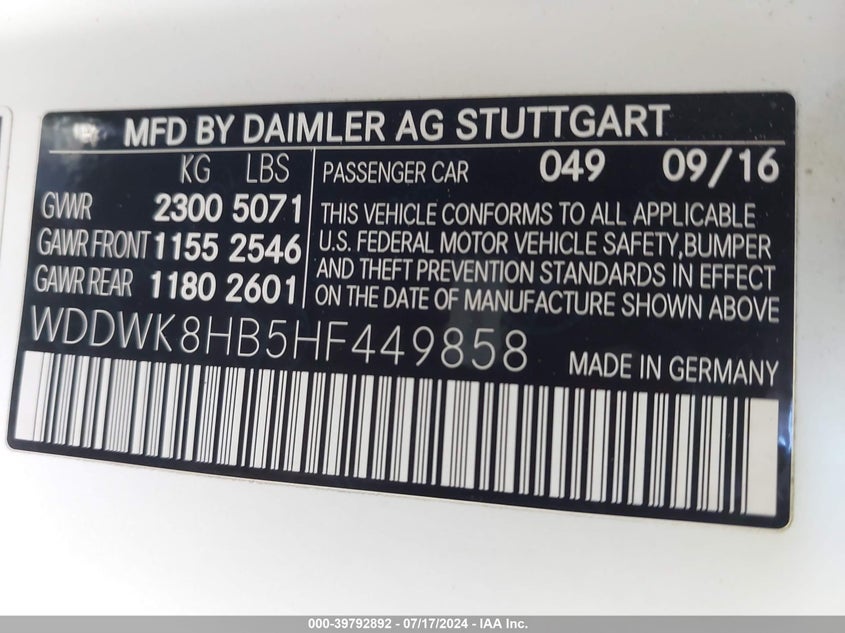 MFD BY DAIMLER AG STUTTGART
KG LBS
GVWR 2300 5071
GAWR FRONT 1155 2546
GAWR REAR 1180 2601
PASSENGER CAR 049 09/16
THIS VEHICLE CONFORMS TO ALL APPLICABLE
U.S. FEDERAL MOTOR VEHICLE SAFETY, BUMPER
AND THEFT PREVENTION STANDARDS IN EFFECT
ON THE DATE OF MANUFACTURE SHOWN ABOVE
WDDWK8HB5HF449858
MADE IN GERMANY
000-39792892 - 07/17/2024 - IAA Inc.